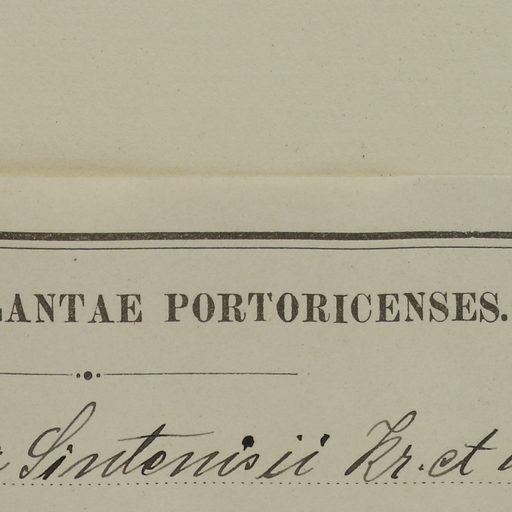 LANTAE PORTORICENSES.
Sintenisii Kr. et